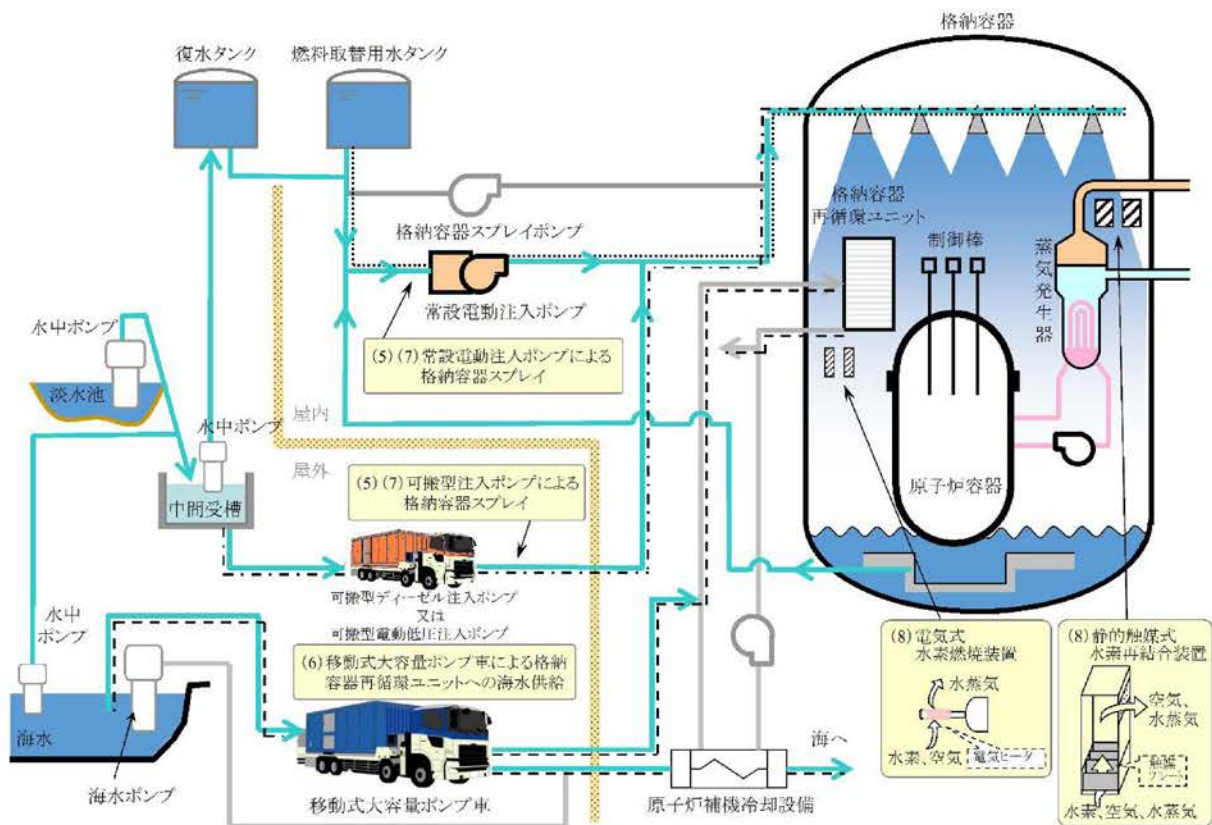 格納容器
復水タンク
燃料取替用水タンク
格納容器
再循環ユニット
格納容器スプレイポンプ
制御棒
蒸気発生器
常設電動注入ポンプ
水中ポンプ
(5)(7)常設電動注入ポンプによる
格納容器スプレイ
淡水池
水中ポンプ
屋内
屋外
原子炉容器
(5)(7)可搬型注入ポンプによる
格納容器スプレイ
中間受槽
可搬型ディーゼル注入ポンプ
又は
可搬型電動低圧注入ポンプ
水中
ポンプ
(6)移動式大容量ポンプ車による格納
容器再循環ユニットへの海水供給
(8)電気式
水素燃焼装置
水蒸気
水素、空気
電気ヒータ
(8)静的触媒式
水素再結合装置
空気、
水蒸気
触媒
プレート
水素、空気、水蒸気
海水
海水ポンプ
移動式大容量ポンプ車
原子炉補機冷却設備
海へ